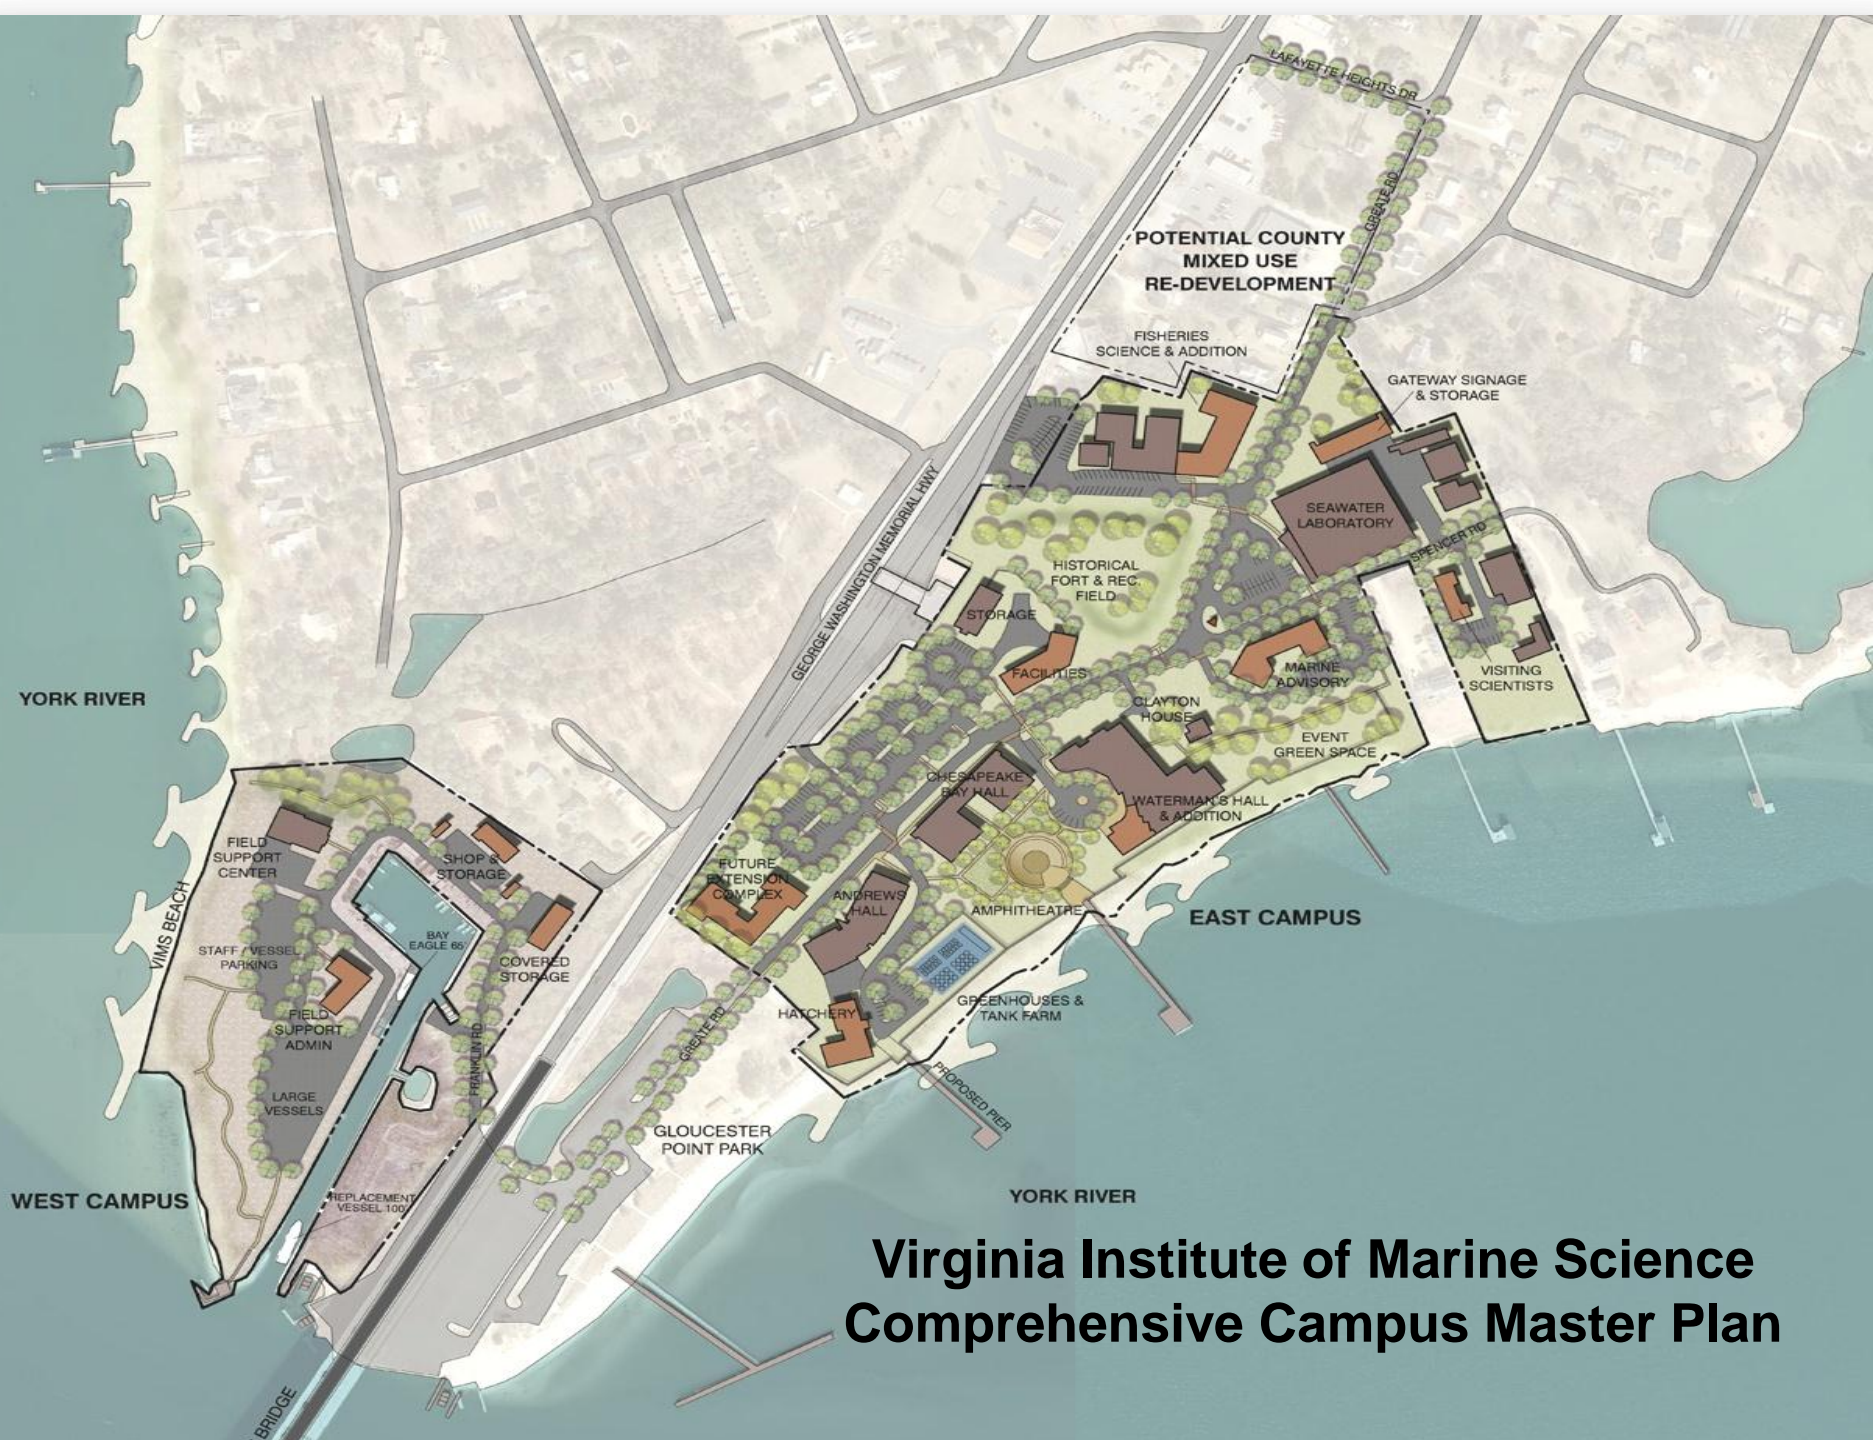 LAFAYETTE HEIGHTS DR
GREATE RD
POTENTIAL COUNTY
MIXED USE
RE-DEVELOPMENT
FISHERIES
SCIENCE & ADDITION
GATEWAY SIGNAGE
& STORAGE
GEORGE WASHINGTON MEMORIAL HWY
SEAWATER
LABORATORY
SPENCER RD
HISTORICAL
FORT & REC.
FIELD
STORAGE
FACILITIES
MARINE
ADVISORY
VISITING
SCIENTISTS
YORK RIVER
CLAYTON
HOUSE
EVENT
GREEN SPACE
CHESAPEAKE
BAY HALL
WATERMAN'S HALL
& ADDITION
FIELD
SUPPORT
CENTER
SHOP &
STORAGE
FUTURE
EXTENSION
COMPLEX
ANDREWS
HALL
AMPHITHEATRE
EAST CAMPUS
VIMS BEACH
STAFF / VESSEL
PARKING
BAY
EAGLE 65'
COVERED
STORAGE
FIELD
SUPPORT
ADMIN
HATCHERY
GREENHOUSES &
TANK FARM
GREATE RD
FRANKLIN RD
PROPOSED PIER
LARGE
VESSELS
GLOUCESTER
POINT PARK
WEST CAMPUS
REPLACEMENT
VESSEL 100'
YORK RIVER
Virginia Institute of Marine Science
Comprehensive Campus Master Plan
BRIDGE